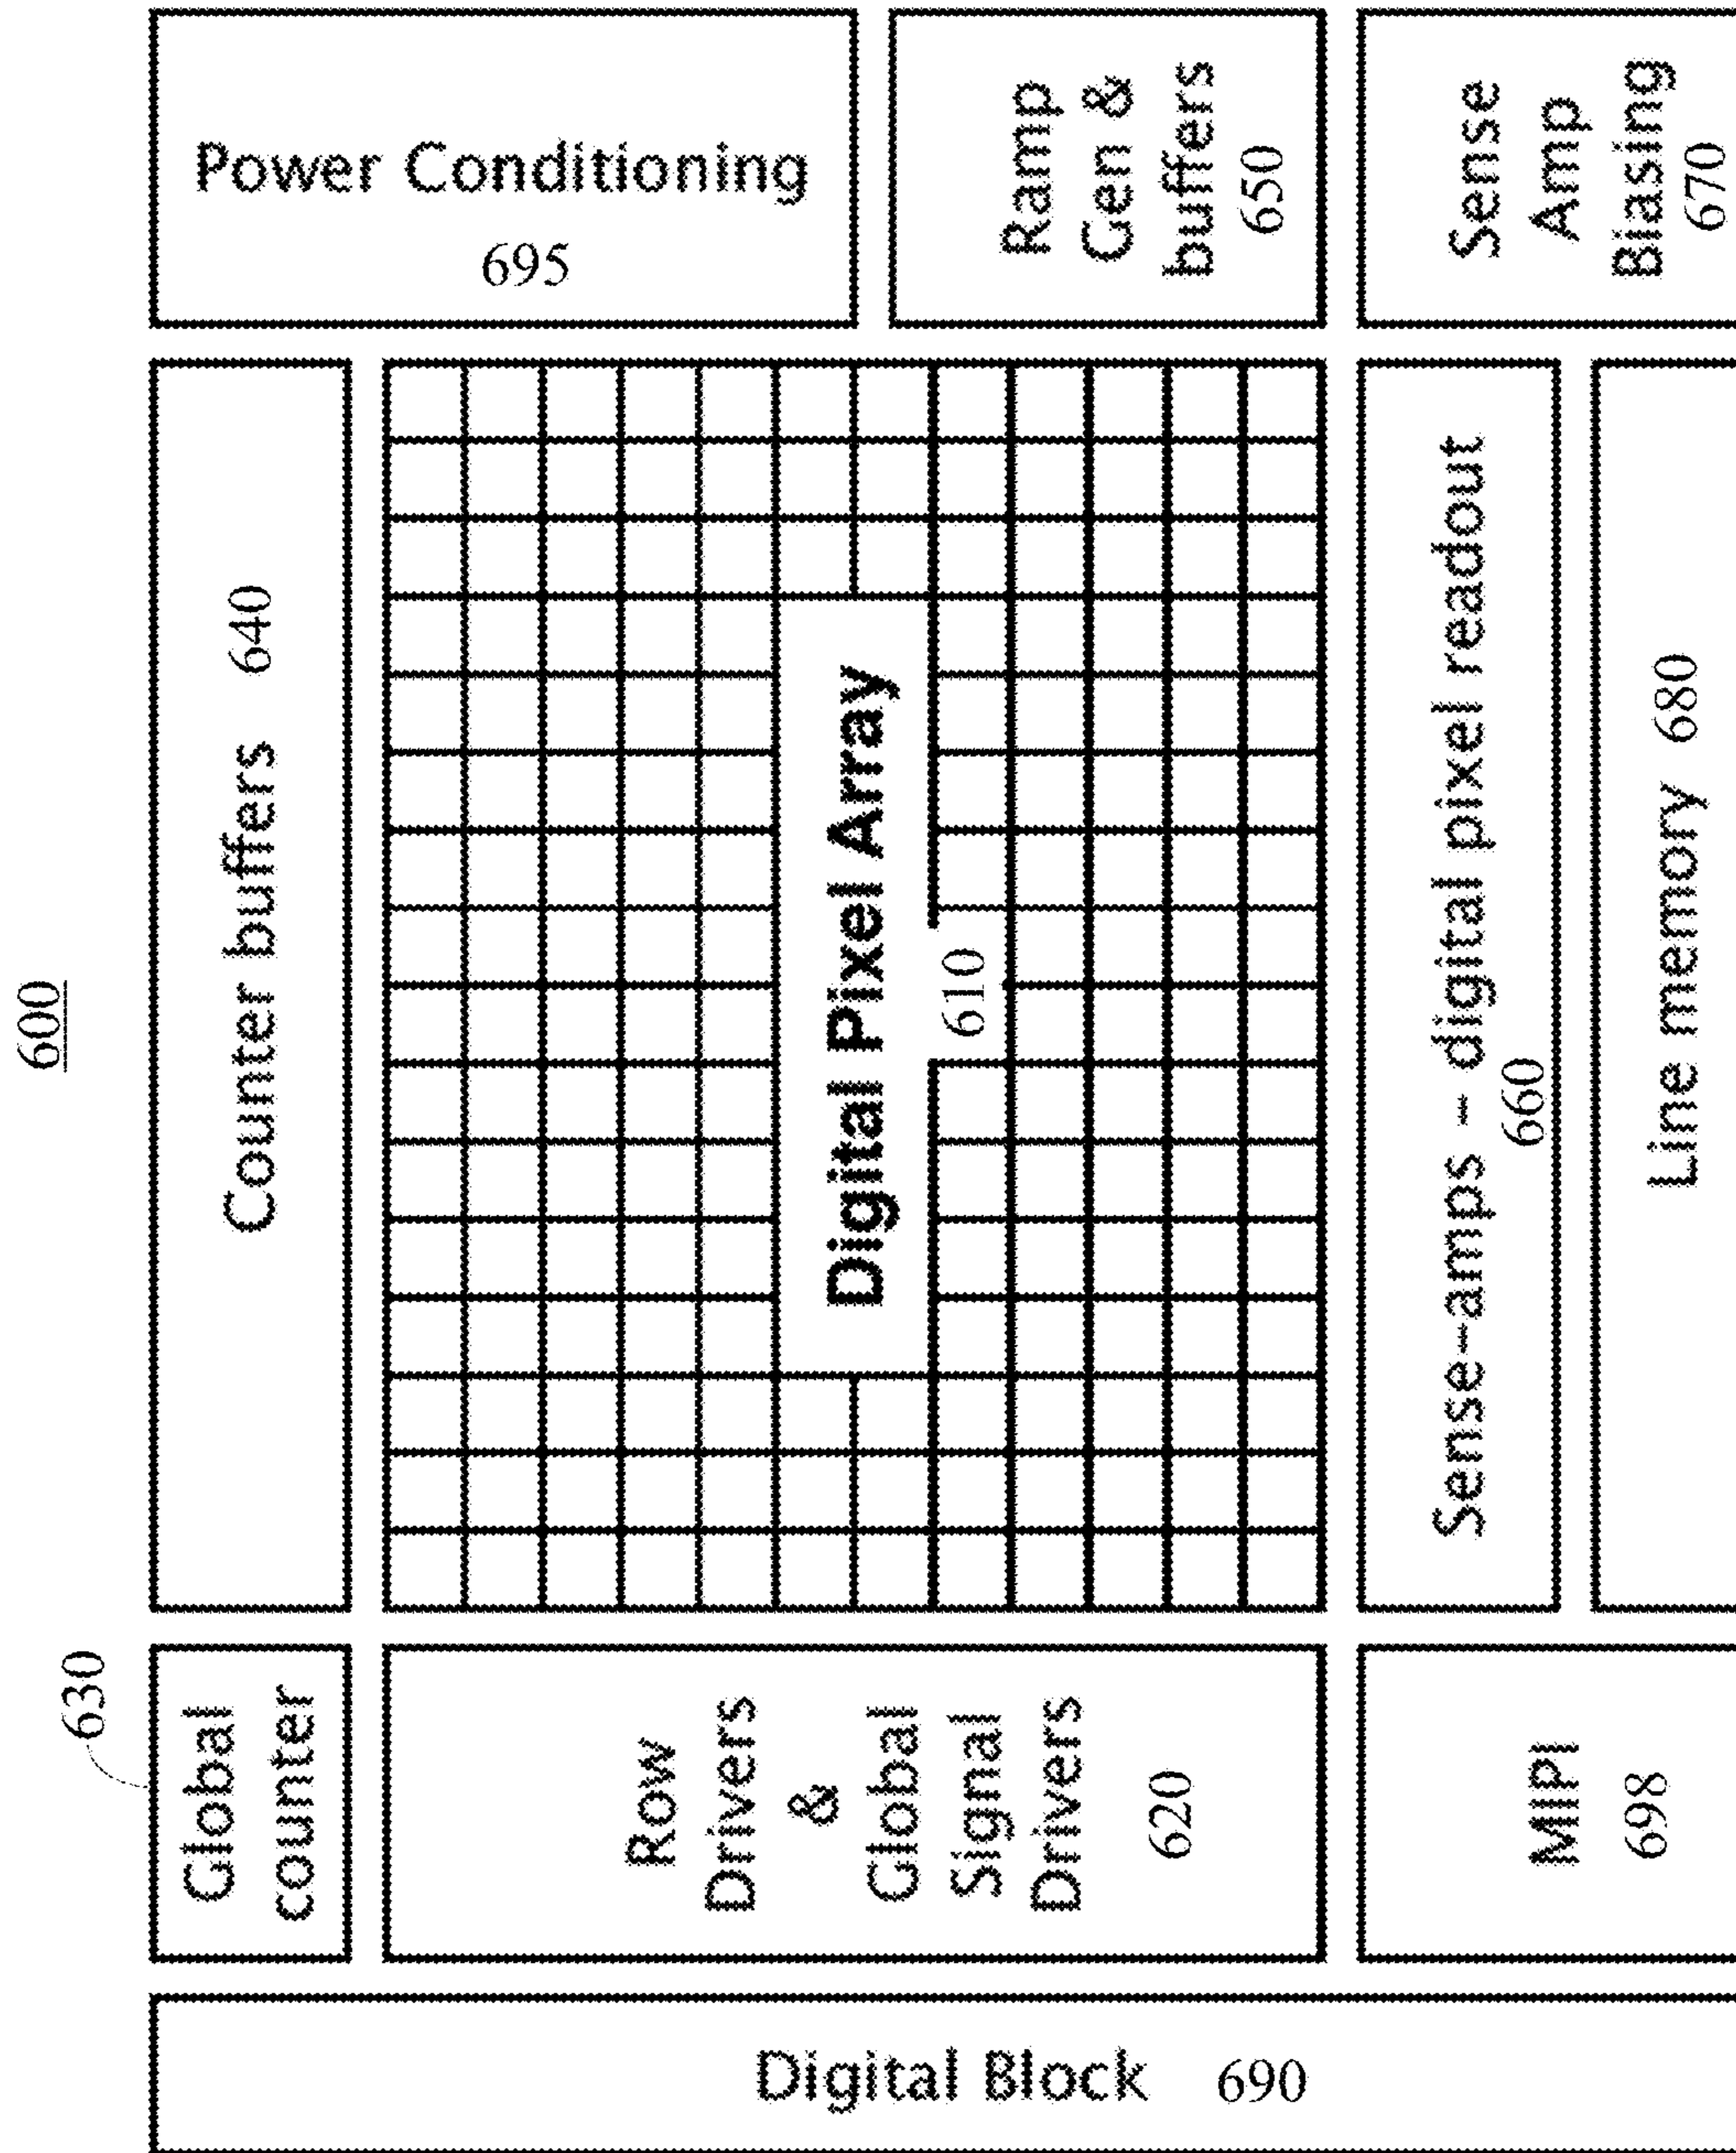 600
630
Global
counter
Counter buffers 640
Power Conditioning
695
Row
Drivers
&
Global
Signal
Drivers
620
Digital Pixel Array
610
Ramp
Gen &
buffers
650
MIPI
698
Sense-amps - digital pixel readout
660
Line memory 680
Sense
Amp
Biasing
670
Digital Block 690